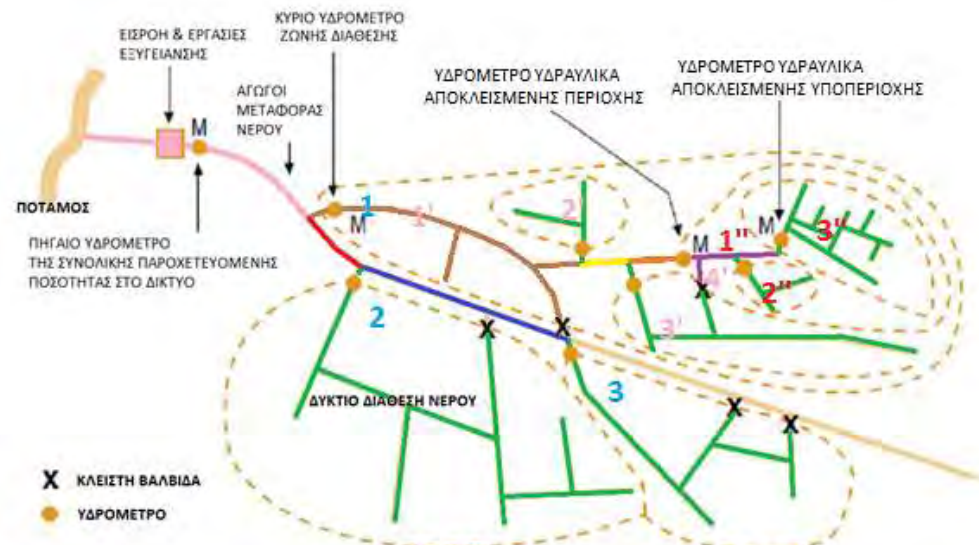 ΕΙΣΡΟΗ & ΕΡΓΑΣΙΕΣ
ΕΞΥΓΕΙΑΝΣΗΣ
ΚΥΡΙΟ ΥΔΡΟΜΕΤΡΟ
ΖΩΝΗΣ ΔΙΑΘΕΣΗΣ
ΑΓΩΓΟΙ
ΜΕΤΑΦΟΡΑΣ
ΝΕΡΟΥ
ΥΔΡΟΜΕΤΡΟ ΥΔΡΑΥΛΙΚΑ
ΑΠΟΚΛΕΙΣΜΕΝΗΣ ΠΕΡΙΟΧΗΣ
ΥΔΡΟΜΕΤΡΟ ΥΔΡΑΥΛΙΚΑ
ΑΠΟΚΛΕΙΣΜΕΝΗΣ ΥΠΟΠΕΡΙΟΧΗΣ
M
ΠΟΤΑΜΟΣ
1
M
1'
2'
M
1"
M
3"
ΠΗΓΑΙΟ ΥΔΡΟΜΕΤΡΟ
ΤΗΣ ΣΥΝΟΛΙΚΗΣ ΠΑΡΟΧΕΤΕΥΟΜΕΝΗΣ
ΠΟΣΟΤΗΤΑΣ ΣΤΟ ΔΙΚΤΥΟ
4'
2"
2
X
X
X
3'
3
ΔΥΚΤΙΟ ΔΙΑΘΕΣΗ ΝΕΡΟΥ
X
X
X ΚΛΕΙΣΤΗ ΒΑΛΒΙΔΑ
ΥΔΡΟΜΕΤΡΟ